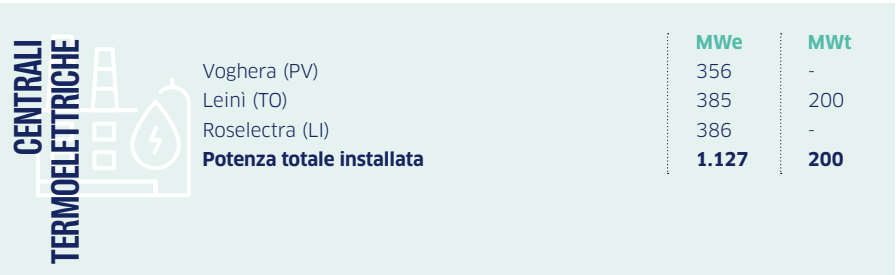 CENTRALI
TERMOELETTRICHE
MWe MWt
Voghera (PV) 356 -
Leinì (TO) 385 200
Roselectra (LI) 386 -
Potenza totale installata 1.127 200